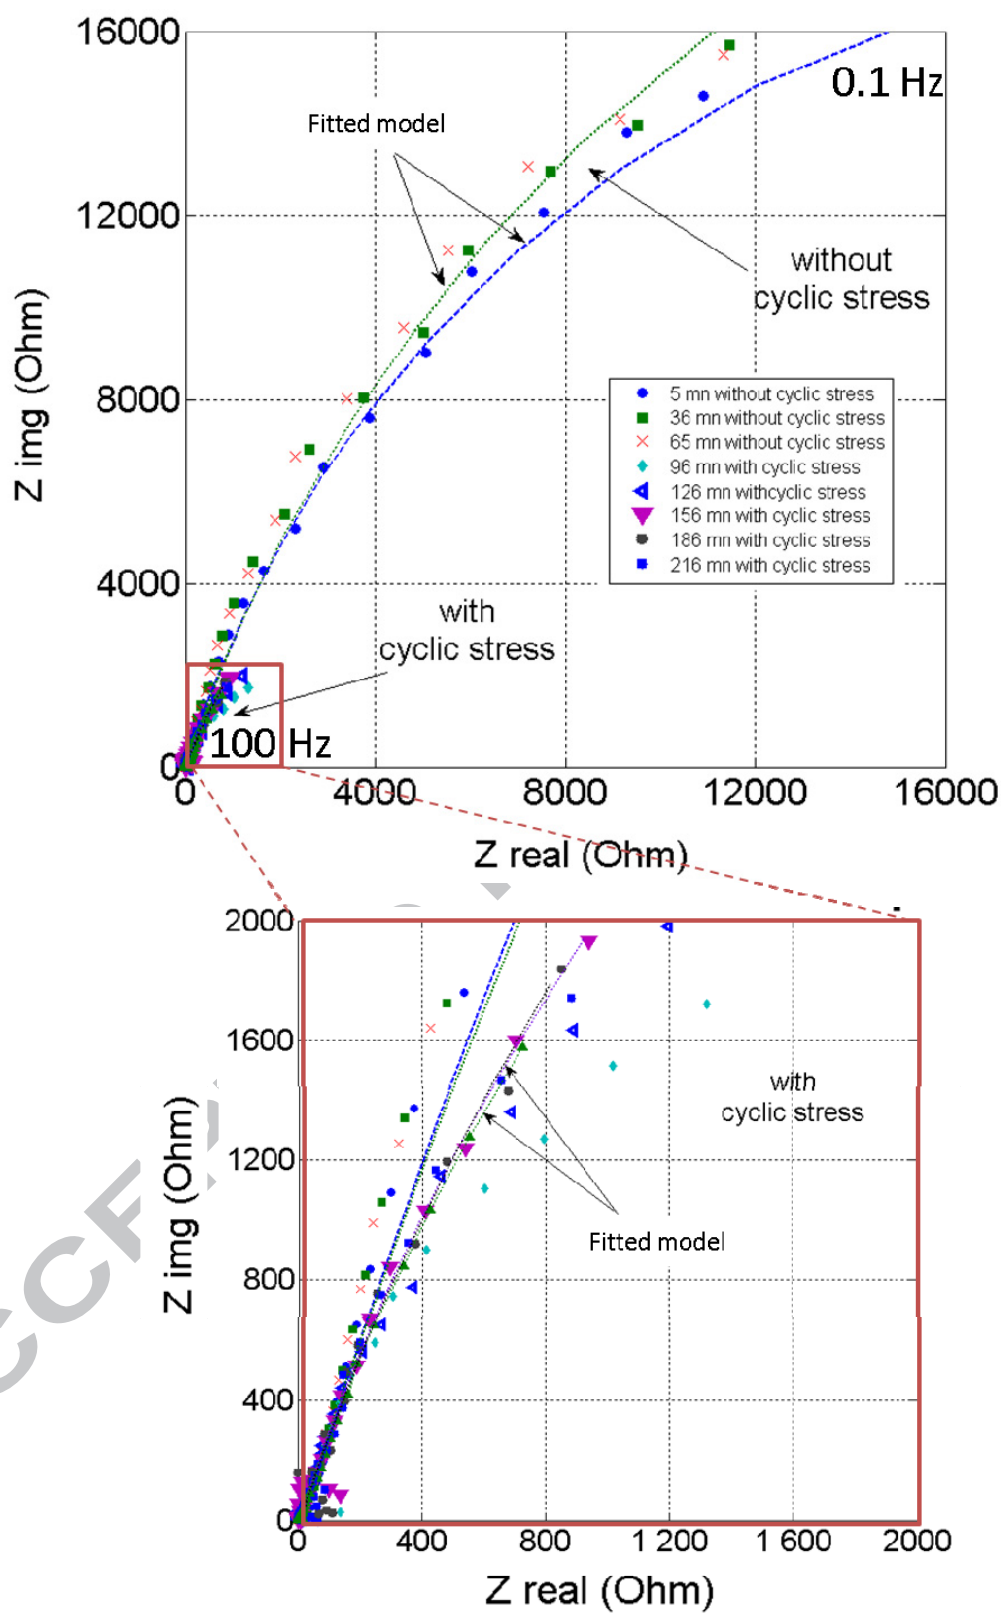 16000
0.1 Hz
Fitted model
12000
without
cyclic stress
Z img (Ohm)
8000
5 mn without cyclic stress
36 mn without cyclic stress
65 mn without cyclic stress
96 mn with cyclic stress
126 mn withcyclic stress
156 mn with cyclic stress
186 mn with cyclic stress
216 mn with cyclic stress
4000
with
cyclic stress
100 Hz
0
0 4000 8000 12000 16000
Z real (Ohm)
2000
1600
with
cyclic stress
1200
Z img (Ohm)
Fitted model
800
400
0
0 400 800 1200 1 600 2000
Z real (Ohm)